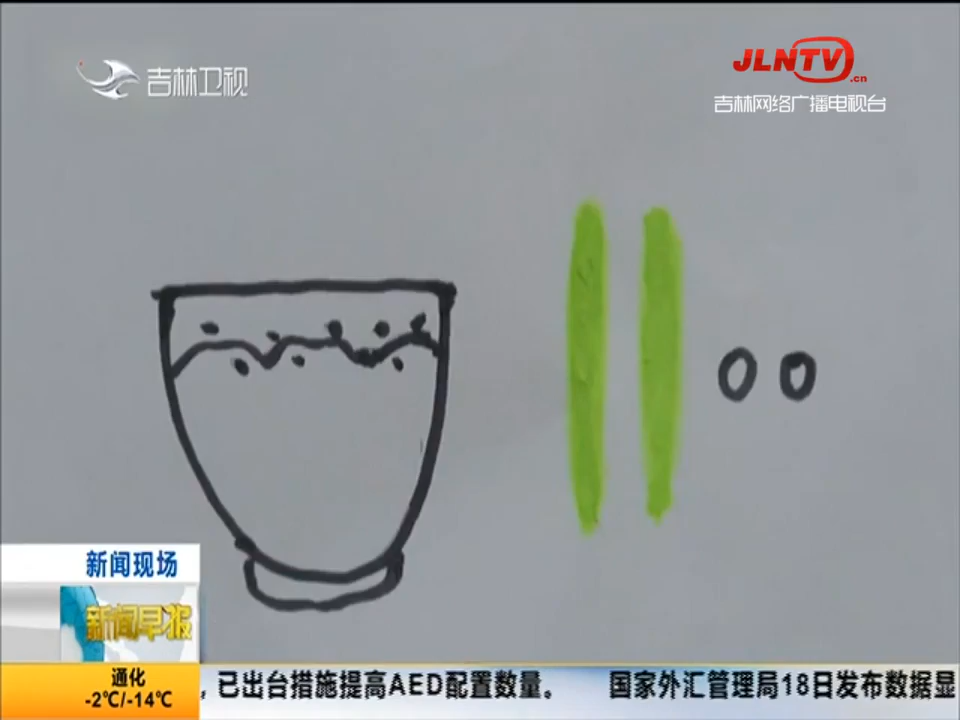 吉林卫视
JLNTV.cn
吉林网络广播电视台
新闻现场
新闻早报
通化
-2℃/-14℃
，已出台措施提高AED配置数量。 国家外汇管理局18日发布数据显